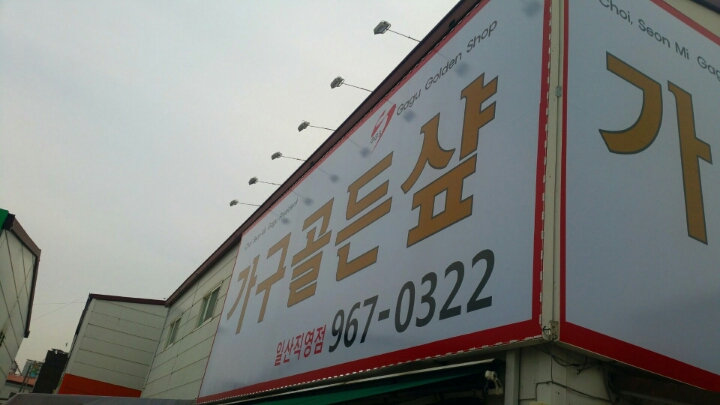 Gagu Golden Shop
가구골든샾
일산직영점 967-0322
Choi, Seon Mi
가